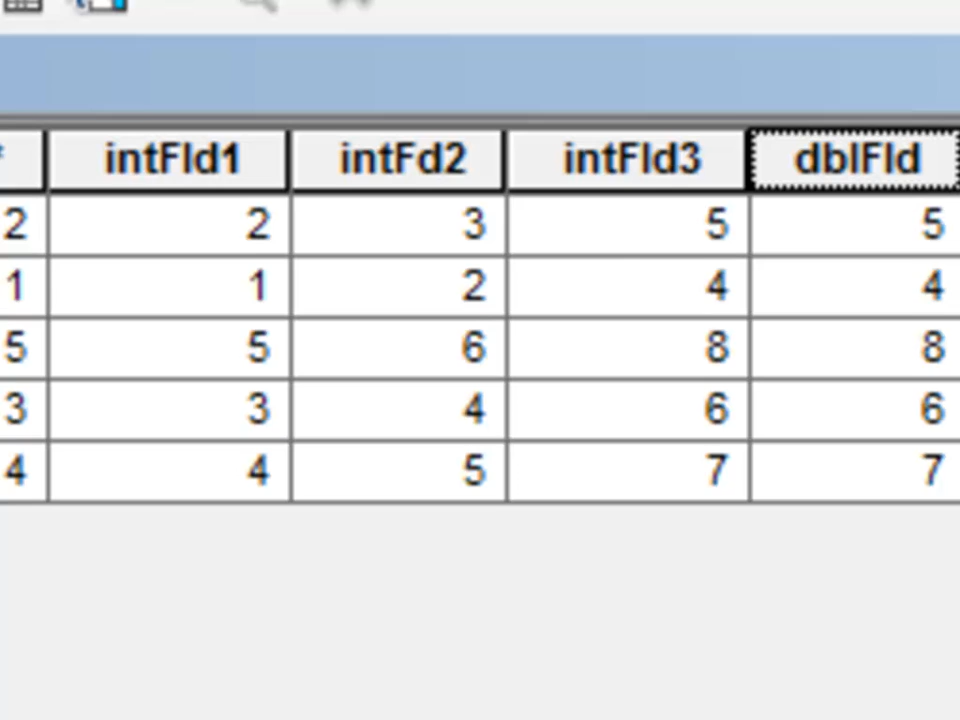 intFld1 intFd2 intFld3 dblFld
2 2 3 5 5
1 1 2 4 4
5 5 6 8 8
3 3 4 6 6
4 4 5 7 7